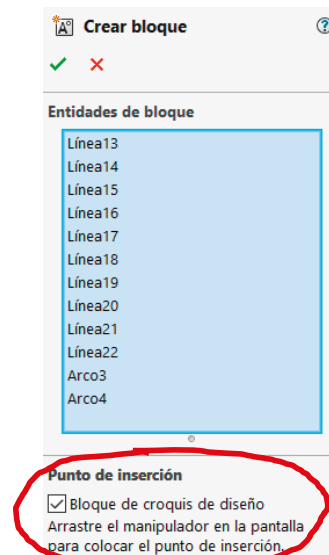 Crear bloque
Entidades de bloque
Línea13
Línea14
Línea15
Línea16
Línea17
Línea18
Línea19
Línea20
Línea21
Línea22
Arco3
Arco4
Punto de inserción
Bloque de croquis de diseño
Arrastre el manipulador en la pantalla
para colocar el punto de inserción.